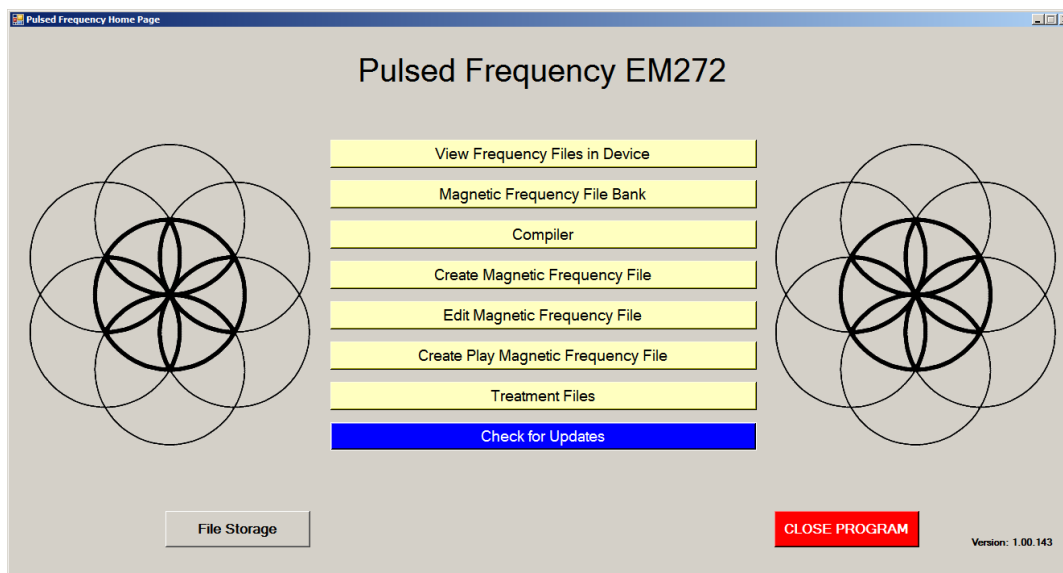 Pulsed Frequency Home Page
Pulsed Frequency EM272
View Frequency Files in Device
Magnetic Frequency File Bank
Compiler
Create Magnetic Frequency File
Edit Magnetic Frequency File
Create Play Magnetic Frequency File
Treatment Files
Check for Updates
File Storage
CLOSE PROGRAM
Version: 1.00.143